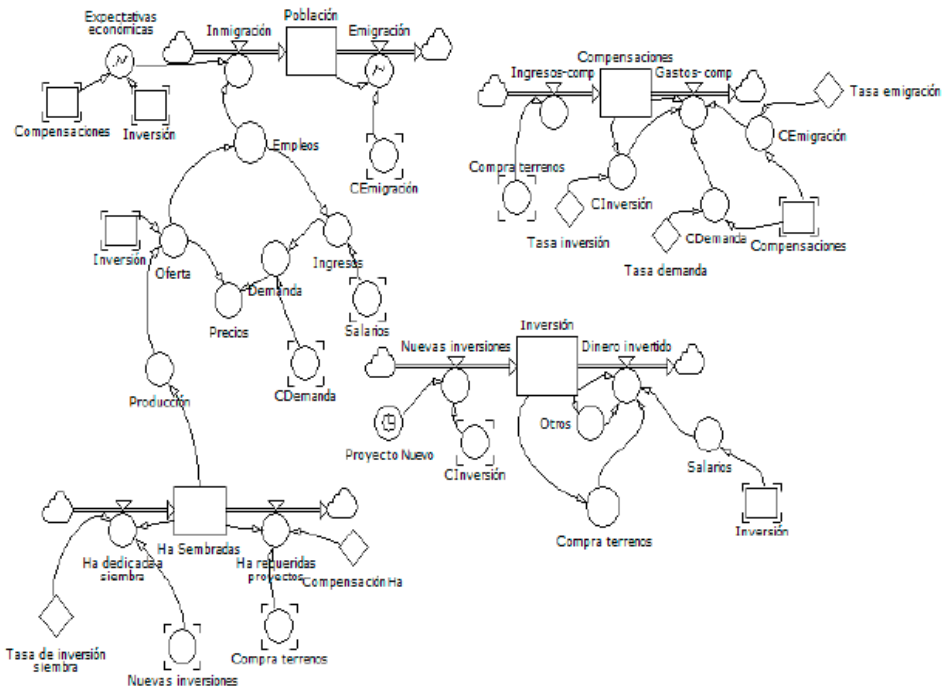 Expectativas
económicas
Inmigración
Población
Emigración
Compensaciones
Inversión
Empleos
CEmigración
Inversión
Oferta
Demanda
Ingresos
Precios
Salarios
CDemanda
Producción
Ingresos-comp
Compensaciones
Gastos-comp
Tasa emigración
CEmigración
Compra terrenos
CInversión
Tasa inversión
CDemanda
Compensaciones
Tasa demanda
Nuevas inversiones
Inversión
Dinero invertido
Proyecto Nuevo
CInversión
Otros
Salarios
Compra terrenos
Inversión
Ha dedicada a
siembra
Ha Sembradas
Ha requeridas
proyectos
Compensación Ha
Tasa de inversión
siembra
Nuevas inversiones
Compra terrenos